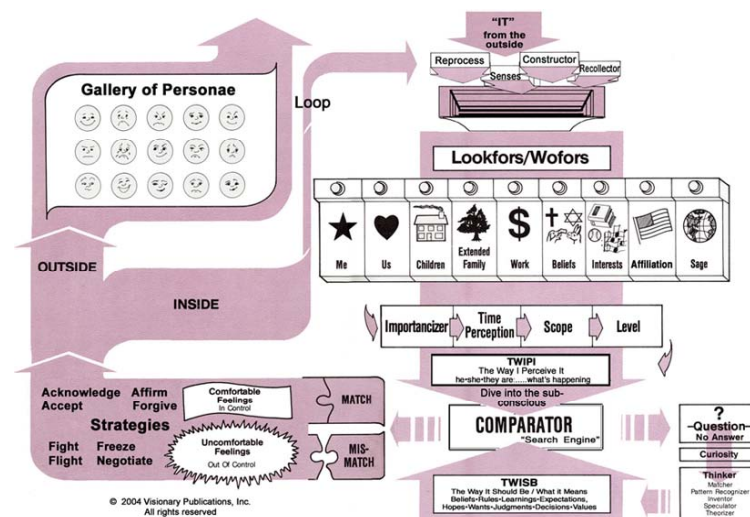 "IT"
from the
outside
Reprocess
Constructor
Senses
Recollector
Gallery of Personae
Loop
Lookfors/Wofors
Me
Us
Children
Extended
Family
Work
$
Beliefs
Interests
Affiliation
Sage
OUTSIDE
INSIDE
Importancizer
Time
Perception
Scope
Level
TWIPI
The Way I Perceive It
he•she•they are.....what's happening
Dive into the sub-
conscious
Acknowledge Affirm
Accept Forgive
Strategies
Fight Freeze
Flight Negotiate
Comfortable
Feelings
In Control
MATCH
Uncomfortable
Feelings
Out Of Control
MIS-
MATCH
COMPARATOR
"Search Engine"
?
-Question-
No Answer
Curiosity
Thinker
Matcher
Pattern Recognizer
Inventor
Speculator
Theorizer
TWISB
The Way It Should Be / What it Means
Beliefs•Rules•Learnings•Expectations,
Hopes•Wants•Judgments•Decisions•Values
© 2004 Visionary Publications, Inc.
All rights reserved